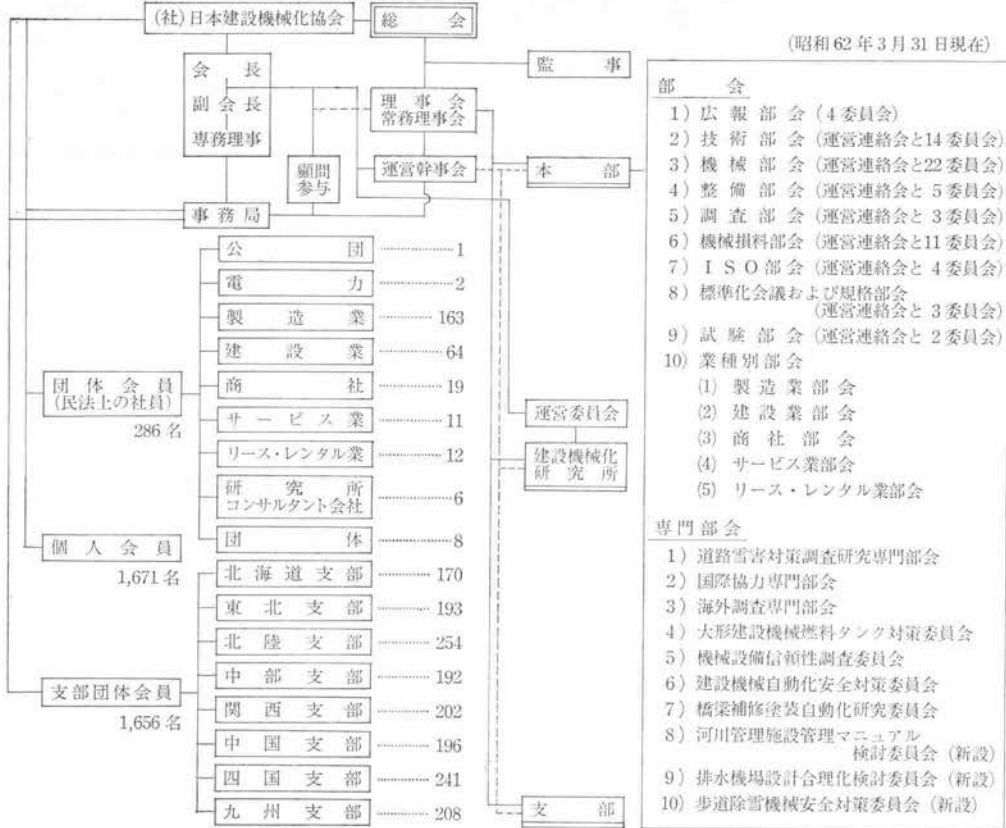 (社)日本建設機械化協会
総会
(昭和62年3月31日現在)
会長
副会長
専務理事
監事
理事会
常務理事会
顧問
参与
運営幹事会
本部
事務局
団体会員
(民法上の社員)
286名
公団 1
電力 2
製造業 163
建設業 64
商社 19
サービス業 11
リース・レンタル業 12
研究所
コンサルタント会社 6
団体 8
個人会員
1,671名
支部団体会員
1,656名
北海道支部 170
東北支部 193
北陸支部 254
中部支部 192
関西支部 202
中国支部 196
四国支部 241
九州支部 208
運営委員会
建設機械化
研究所
支部
部会
1) 広報部会 (4委員会)
2) 技術部会 (運営連絡会と14委員会)
3) 機械部会 (運営連絡会と22委員会)
4) 整備部会 (運営連絡会と 5委員会)
5) 調査部会 (運営連絡会と 3委員会)
6) 機械損料部会 (運営連絡会と11委員会)
7) ISO部会 (運営連絡会と 4委員会)
8) 標準化会議および規格部会
(運営連絡会と 3委員会)
9) 試験部会 (運営連絡会と 2委員会)
10) 業種別部会
(1) 製造業部会
(2) 建設業部会
(3) 商社部会
(4) サービス業部会
(5) リース・レンタル業部会
専門部会
1) 道路雪害対策調査研究専門部会
2) 国際協力専門部会
3) 海外調査専門部会
4) 大形建設機械燃料タンク対策委員会
5) 機械設備信頼性調査委員会
6) 建設機械自動化安全対策委員会
7) 橋梁補修塗装自動化研究委員会
8) 河川管理施設管理マニュアル
検討委員会 (新設)
9) 排水機場設計合理化検討委員会 (新設)
10) 歩道除雪機械安全対策委員会 (新設)